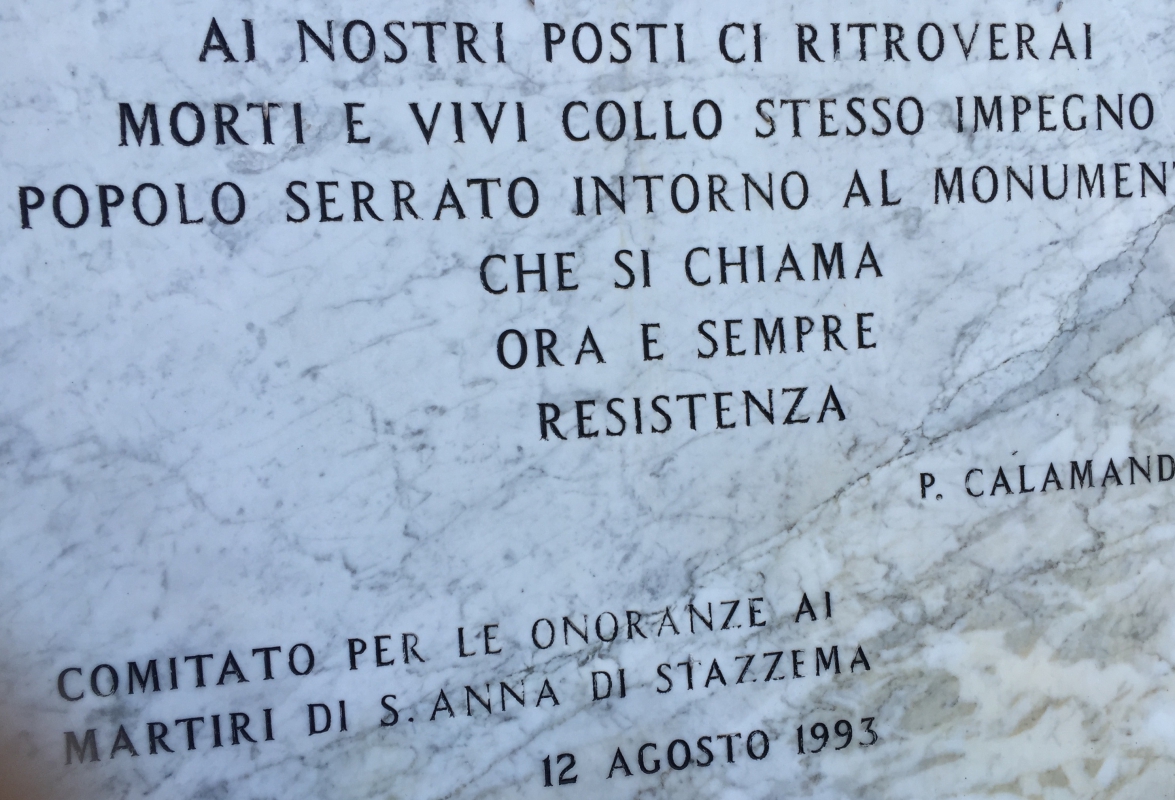 AI NOSTRI POSTI CI RITROVERAI
MORTI E VIVI COLLO STESSO IMPEGNO
POPOLO SERRATO INTORNO AL MONUMENT
CHE SI CHIAMA
ORA E SEMPRE
RESISTENZA
P. CALAMAND
COMITATO PER LE ONORANZE AI
MARTIRI DI S. ANNA DI STAZZEMA
12 AGOSTO 1993